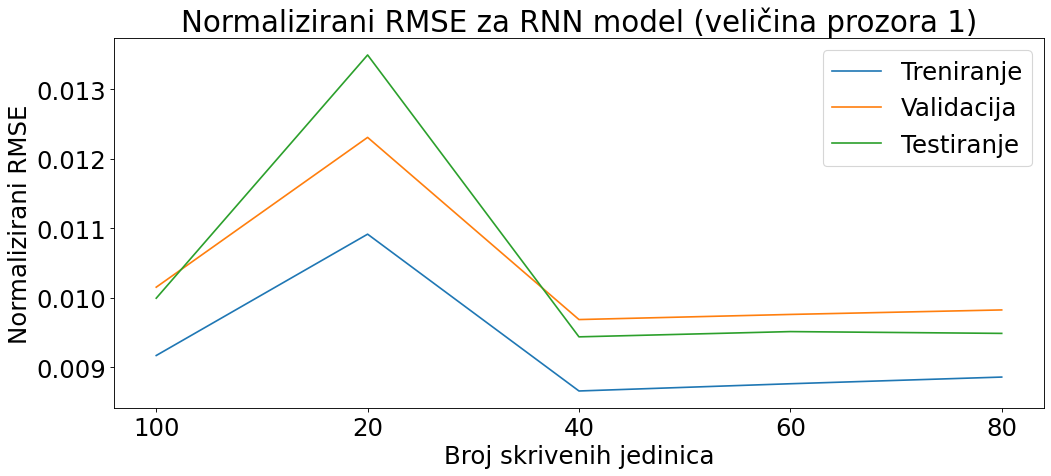 Normalizirani RMSE za RNN model (veličina prozora 1)
Treniranje
Validacija
Testiranje
Normalizirani RMSE
0.013
0.012
0.011
0.010
0.009
100 20 40 60 80
Broj skrivenih jedinica